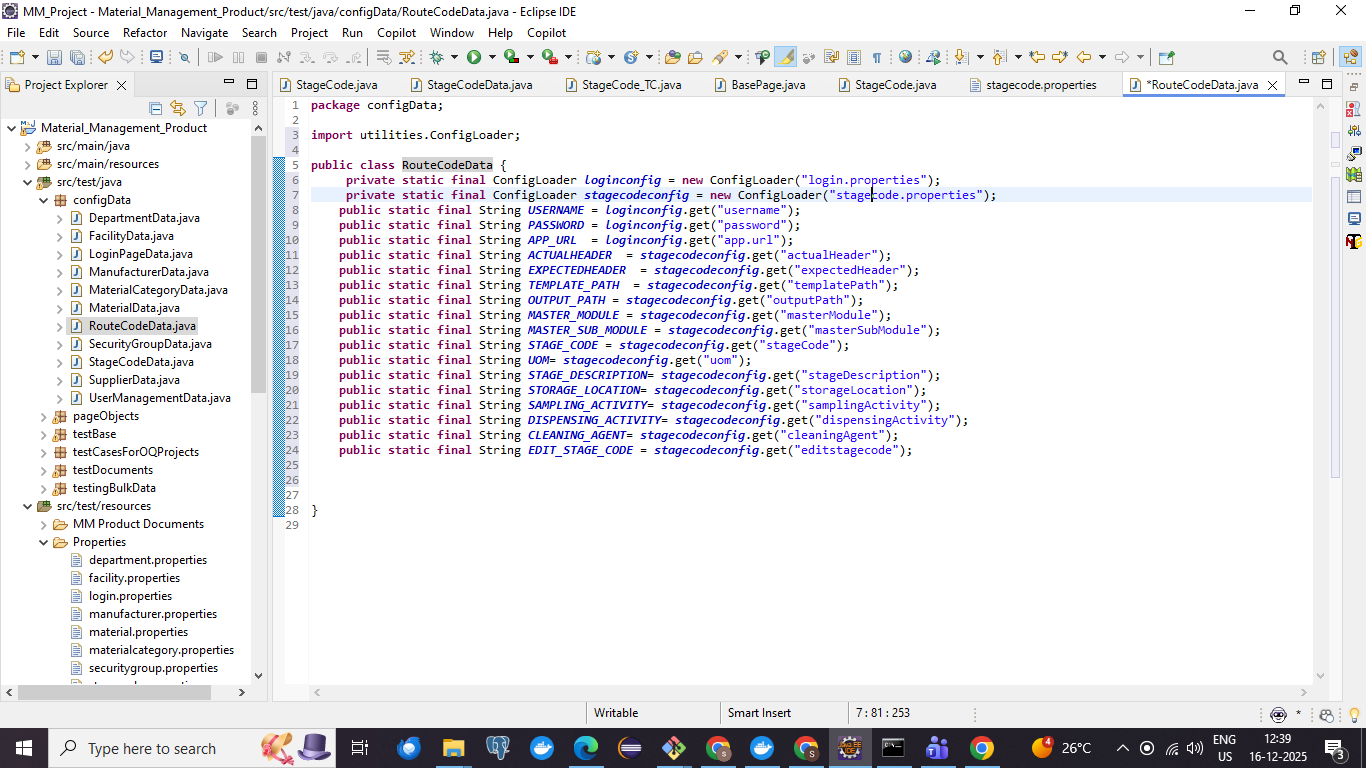 MM_Project - Material_Management_Product/src/test/java/configData/RouteCodeData.java - Eclipse IDE
File Edit Source Refactor Navigate Search Project Run Copilot Window Help Copilot
Project Explorer
StageCode.java StageCodeData.java StageCode_TC.java BasePage.java StageCode.java stagecode.properties *RouteCodeData.java
Material_Management_Product
src/main/java
src/main/resources
src/test/java
configData
DepartmentData.java
FacilityData.java
LoginPageData.java
ManufacturerData.java
MaterialCategoryData.java
MaterialData.java
RouteCodeData.java
SecurityGroupData.java
StageCodeData.java
SupplierData.java
UserManagementData.java
pageObjects
testBase
testCasesForOQProjects
testDocuments
testingBulkData
src/test/resources
MM Product Documents
Properties
department.properties
facility.properties
login.properties
manufacturer.properties
material.properties
materialcategory.properties
securitygroup.properties
1 package configData;
2
3 import utilities.ConfigLoader;
4
5 public class RouteCodeData {
6 private static final ConfigLoader loginconfig = new ConfigLoader("login.properties");
7 private static final ConfigLoader stagecodeconfig = new ConfigLoader("stagecode.properties");
8 public static final String USERNAME = loginconfig.get("username");
9 public static final String PASSWORD = loginconfig.get("password");
10 public static final String APP_URL = loginconfig.get("app.url");
11 public static final String ACTUALHEADER = stagecodeconfig.get("actualHeader");
12 public static final String EXPECTEDHEADER = stagecodeconfig.get("expectedHeader");
13 public static final String TEMPLATE_PATH = stagecodeconfig.get("templatePath");
14 public static final String OUTPUT_PATH = stagecodeconfig.get("outputPath");
15 public static final String MASTER_MODULE = stagecodeconfig.get("masterModule");
16 public static final String MASTER_SUB_MODULE = stagecodeconfig.get("masterSubModule");
17 public static final String STAGE_CODE = stagecodeconfig.get("stageCode");
18 public static final String UOM= stagecodeconfig.get("uom");
19 public static final String STAGE_DESCRIPTION= stagecodeconfig.get("stageDescription");
20 public static final String STORAGE_LOCATION= stagecodeconfig.get("storageLocation");
21 public static final String SAMPLING_ACTIVITY= stagecodeconfig.get("samplingActivity");
22 public static final String DISPENSING_ACTIVITY= stagecodeconfig.get("dispensingActivity");
23 public static final String CLEANING_AGENT= stagecodeconfig.get("cleaningAgent");
24 public static final String EDIT_STAGE_CODE = stagecodeconfig.get("editstagecode");
25
26
27
28 }
29
Writable Smart Insert 7 : 81 : 253
Type here to search
26°C
ENG
US
12:39
16-12-2025
3